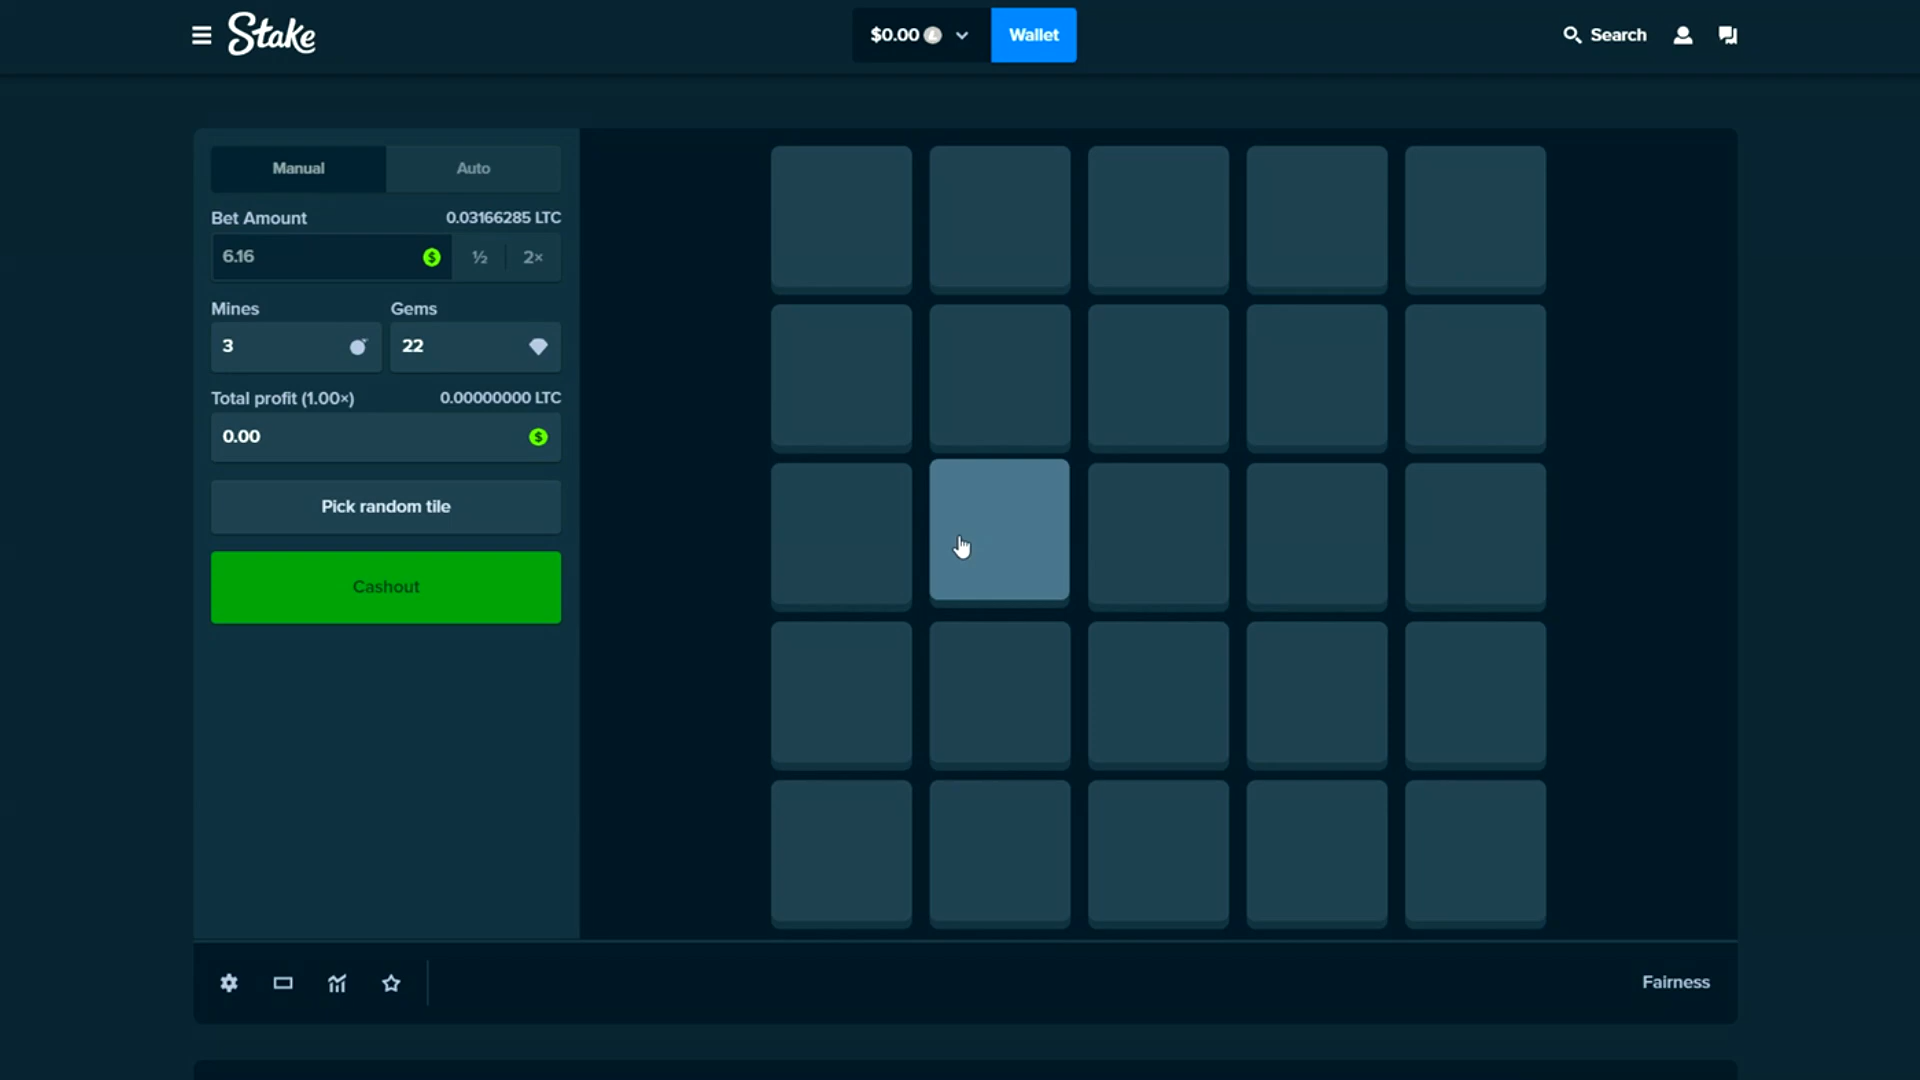 Stake
$0.00
Wallet
Search
Manual
Auto
Bet Amount
0.03166285 LTC
6.16
½
2×
Mines
Gems
3
22
Total profit (1.00×)
0.00000000 LTC
0.00
Pick random tile
Cashout
Fairness